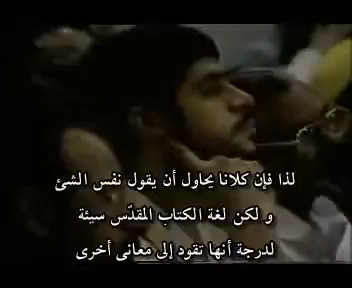 لذا فإن كلانا يحاول أن يقول نفس الشئ
و لكن لغة الكتاب المقدّس سيئة
لدرجة أنها تقود إلى معانى أخرى